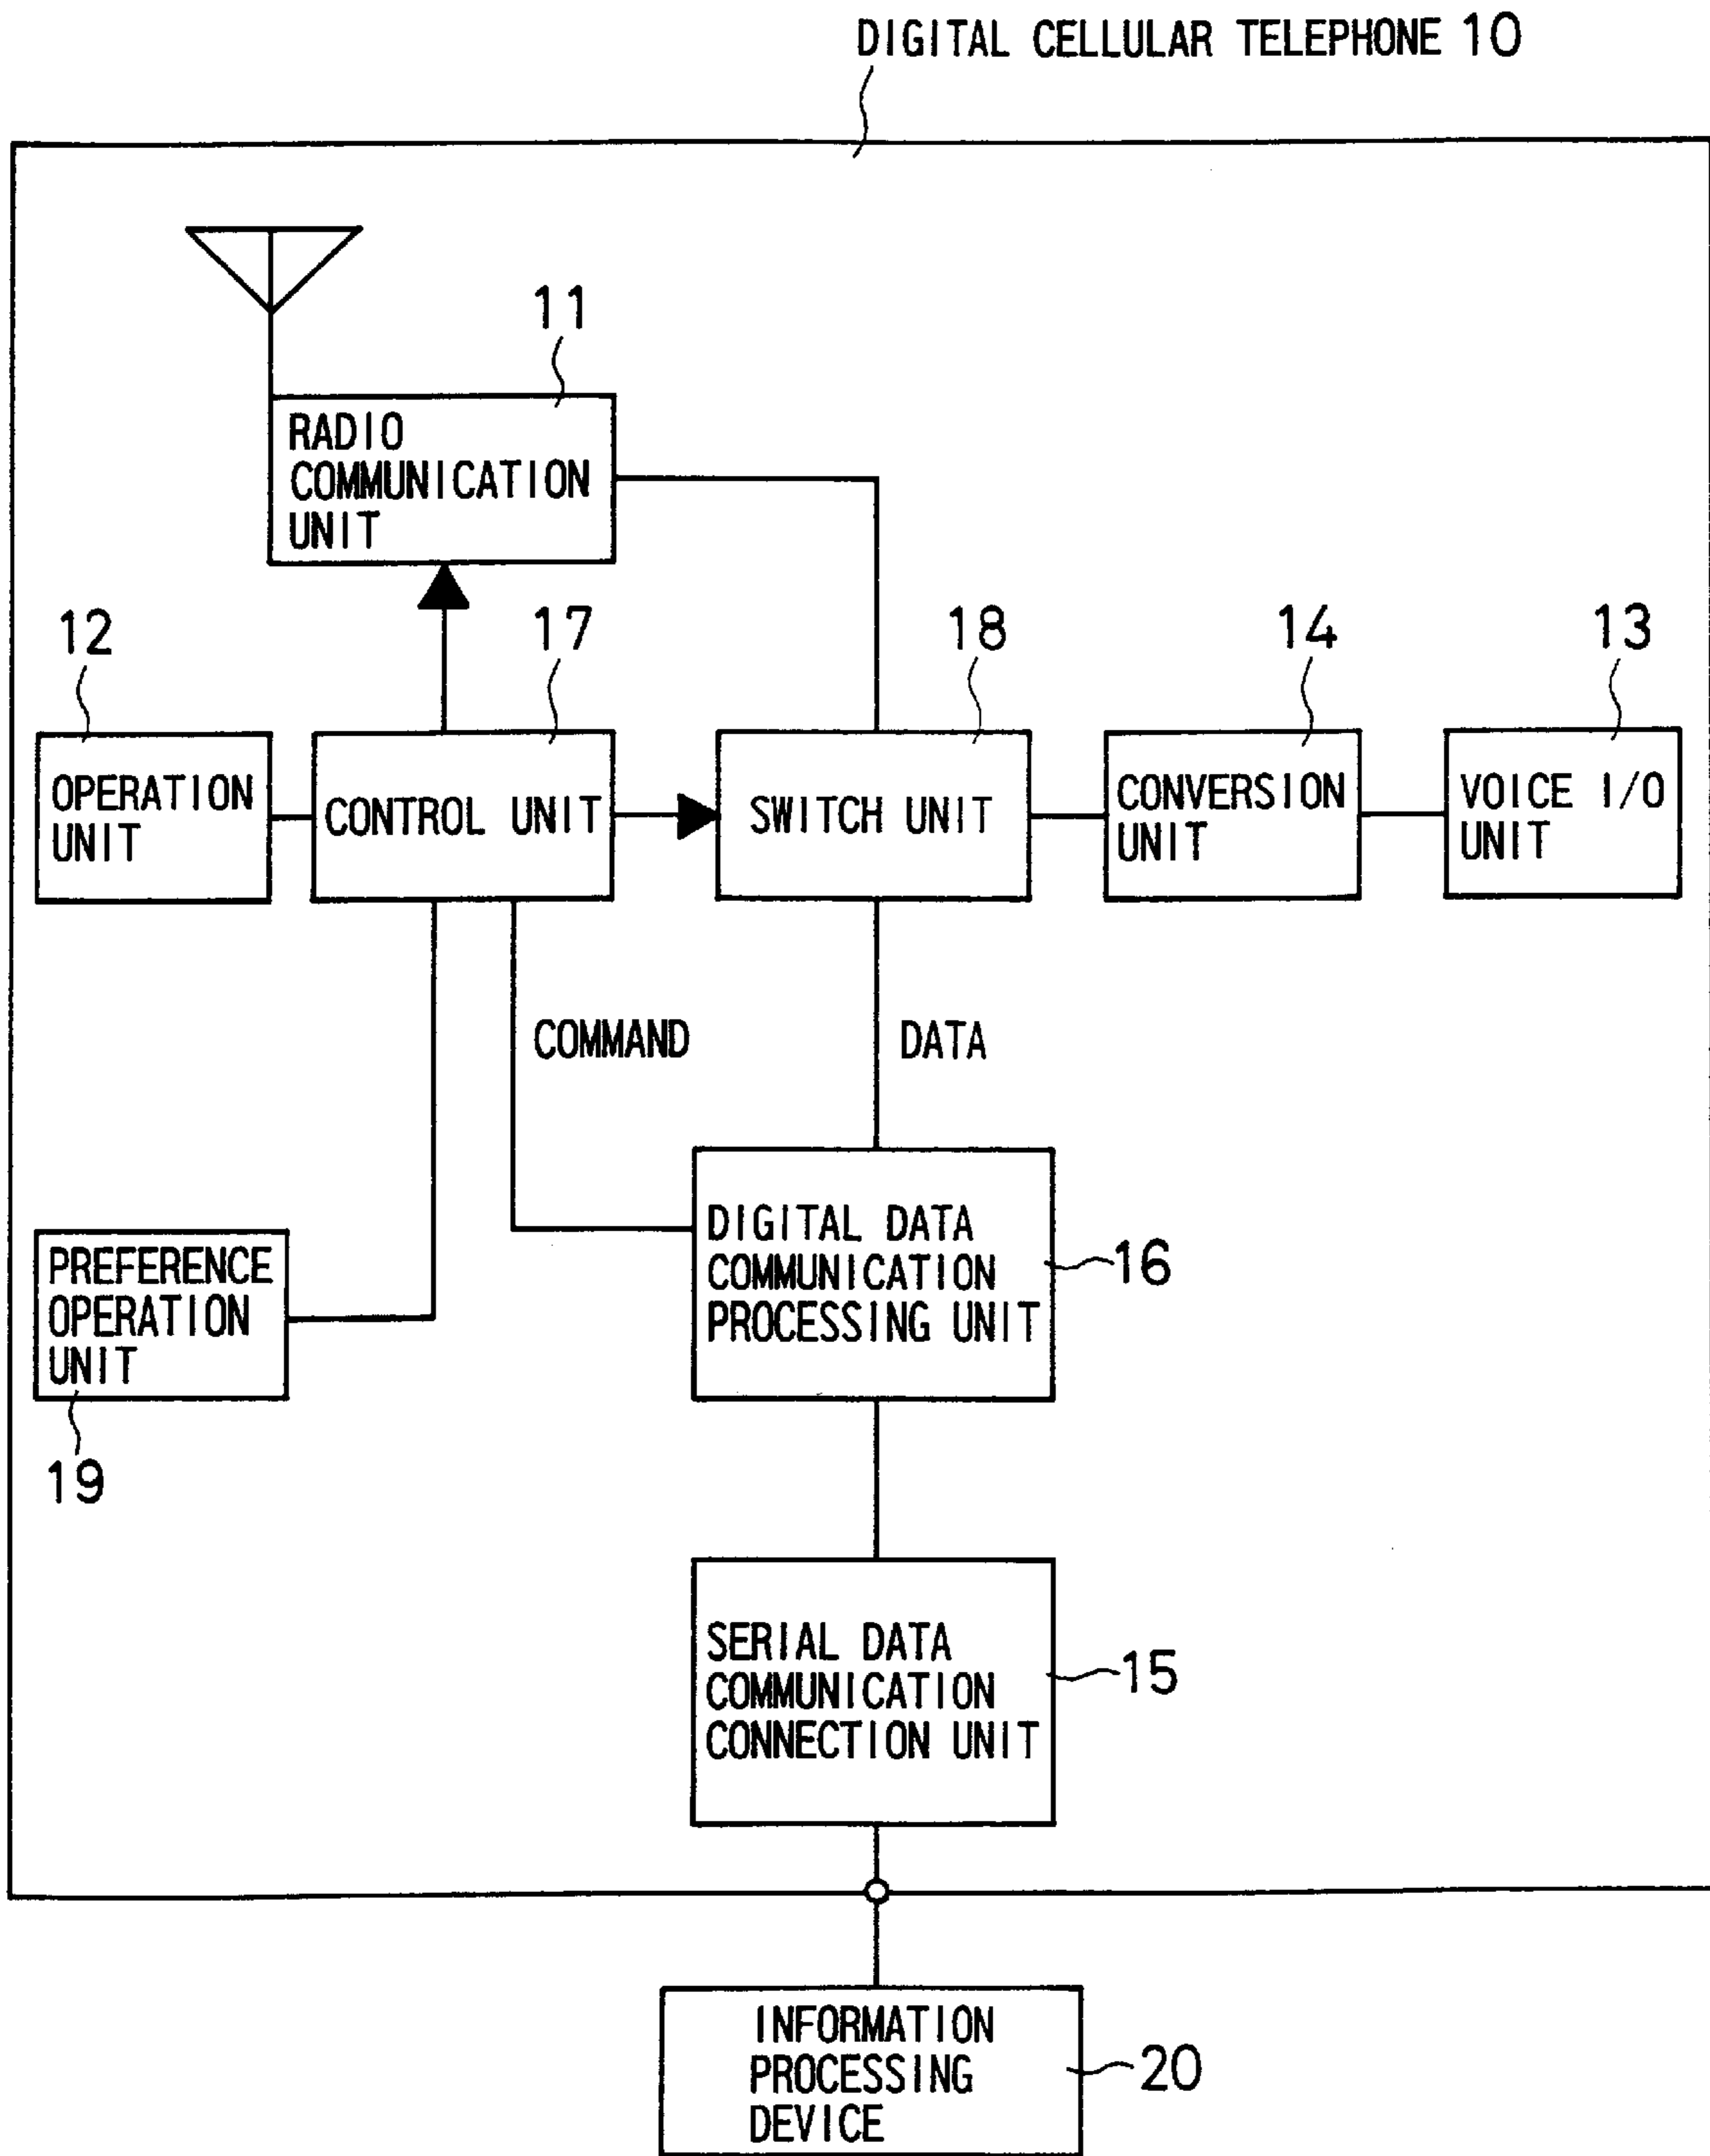 DIGITAL CELLULAR TELEPHONE 10
11
RADIO
COMMUNICATION
UNIT
12
17
18
14
13
OPERATION
UNIT
CONTROL UNIT
SWITCH UNIT
CONVERSION
UNIT
VOICE I/O
UNIT
COMMAND
DATA
PREFERENCE
OPERATION
UNIT
19
DIGITAL DATA
COMMUNICATION
PROCESSING UNIT
16
SERIAL DATA
COMMUNICATION
CONNECTION UNIT
15
INFORMATION
PROCESSING
DEVICE
20